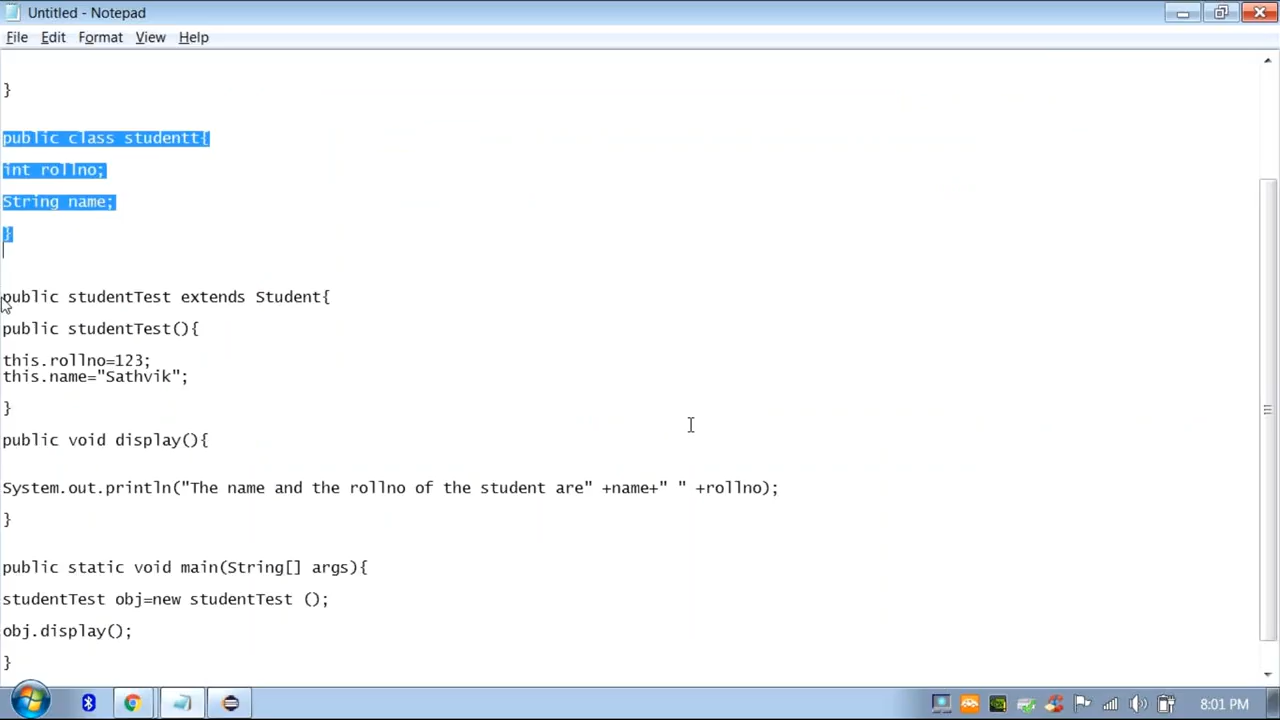 Untitled - Notepad
File Edit Format View Help
}
public class studentt{
int rollno;
String name;
}
public studentTest extends Student{
public studentTest(){
this.rollno=123;
this.name="Sathvik";
}
public void display(){
System.out.println("The name and the rollno of the student are" +name+" " +rollno);
}
public static void main(String[] args){
studentTest obj=new studentTest ();
obj.display();
}
8:01 PM